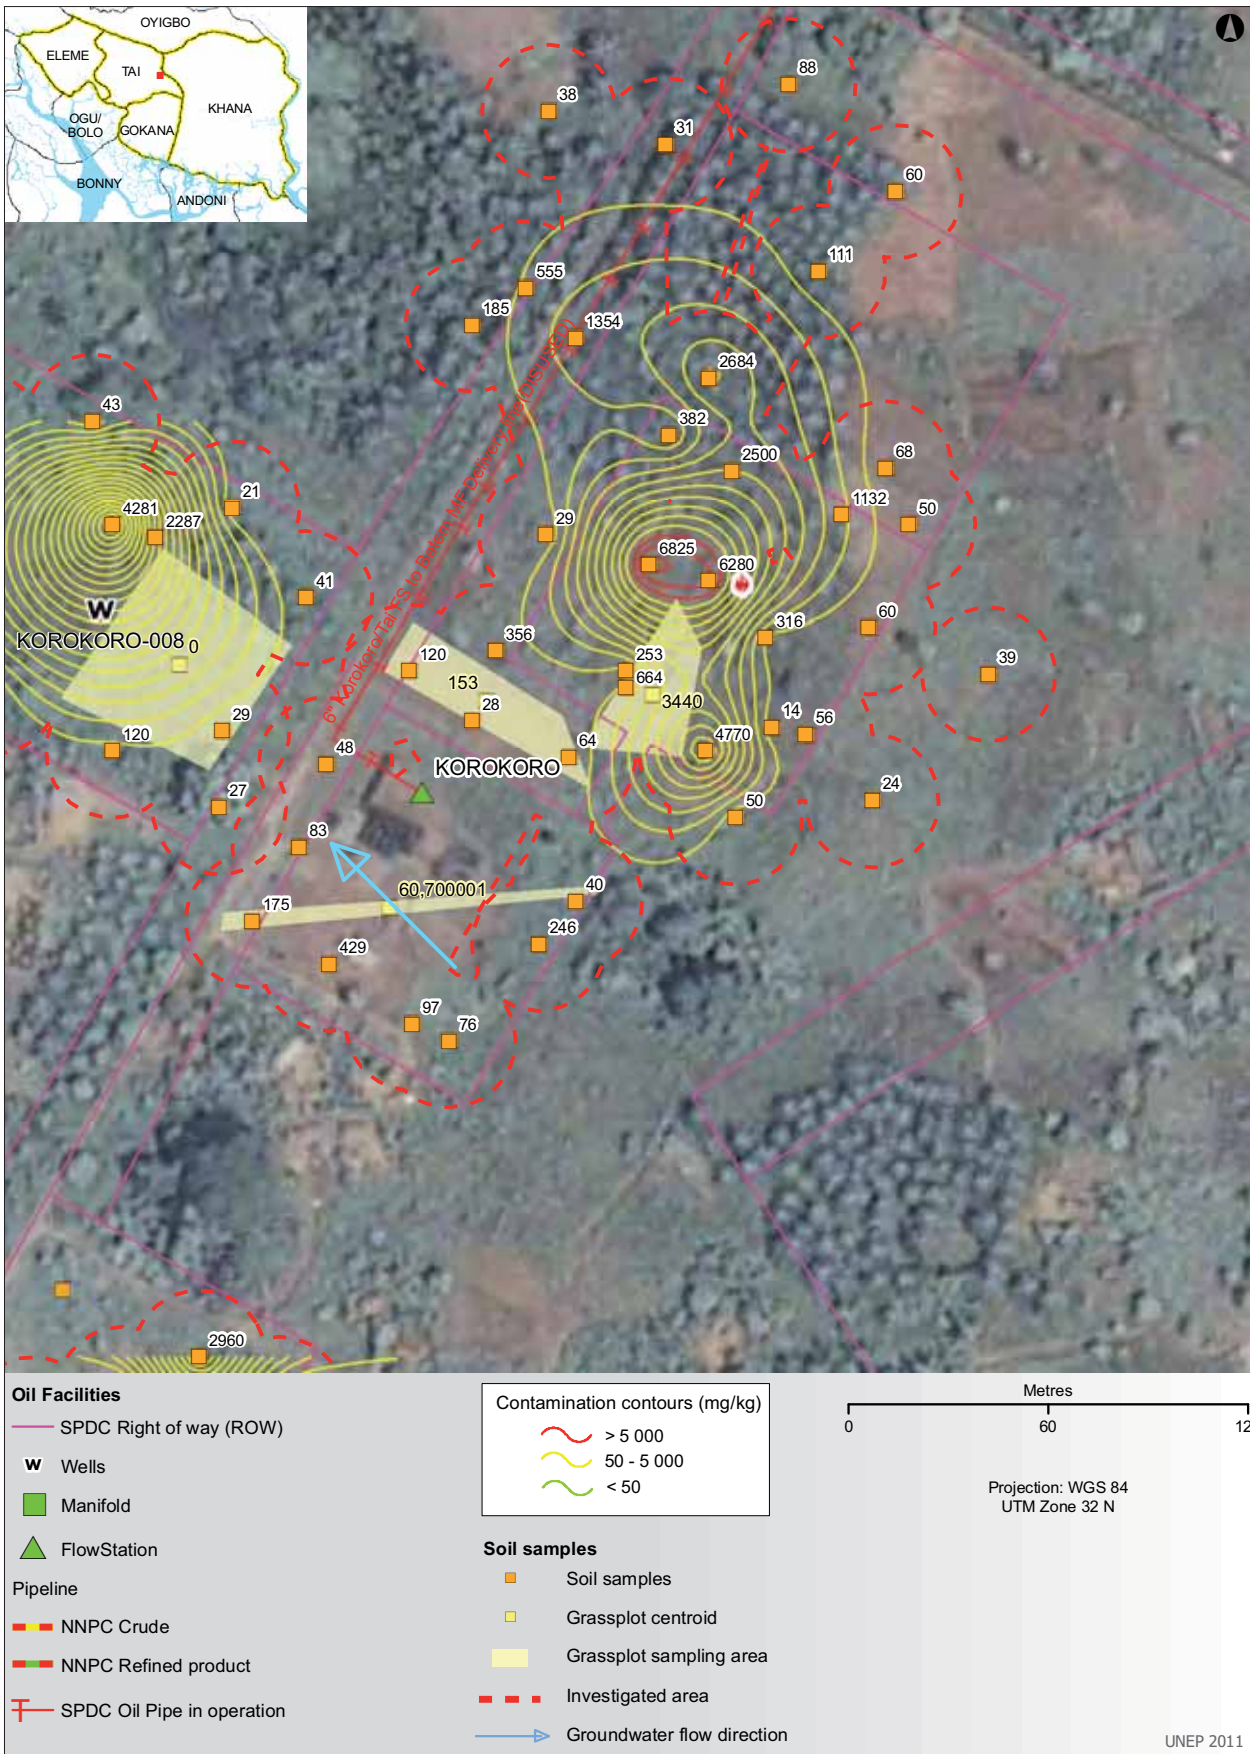 OYIGBO
ELEME
TAI
KHANA
OGU/
BOLO
GOKANA
BONNY
ANDONI
88
38
31
60
111
555
185
1354
2684
43
382
2500
68
21
4281
2287
1132
50
29
6825
6280
41
W
KOROKORO-008
0
60
316
356
253
120
39
664
153
3440
28
14
56
29
120
4770
48
64
KOROKORO
24
27
50
83
6" Korokoro/Tai FS to Batem MF Delivery line (DISUSED)
60,700001
40
175
246
429
97
76
2960
Oil Facilities
SPDC Right of way (ROW)
W Wells
Manifold
FlowStation
Pipeline
NNPC Crude
NNPC Refined product
SPDC Oil Pipe in operation
Contamination contours (mg/kg)
> 5 000
50 - 5 000
< 50
Soil samples
Soil samples
Grassplot centroid
Grassplot sampling area
Investigated area
Groundwater flow direction
Metres
0 60 12
Projection: WGS 84
UTM Zone 32 N
UNEP 2011